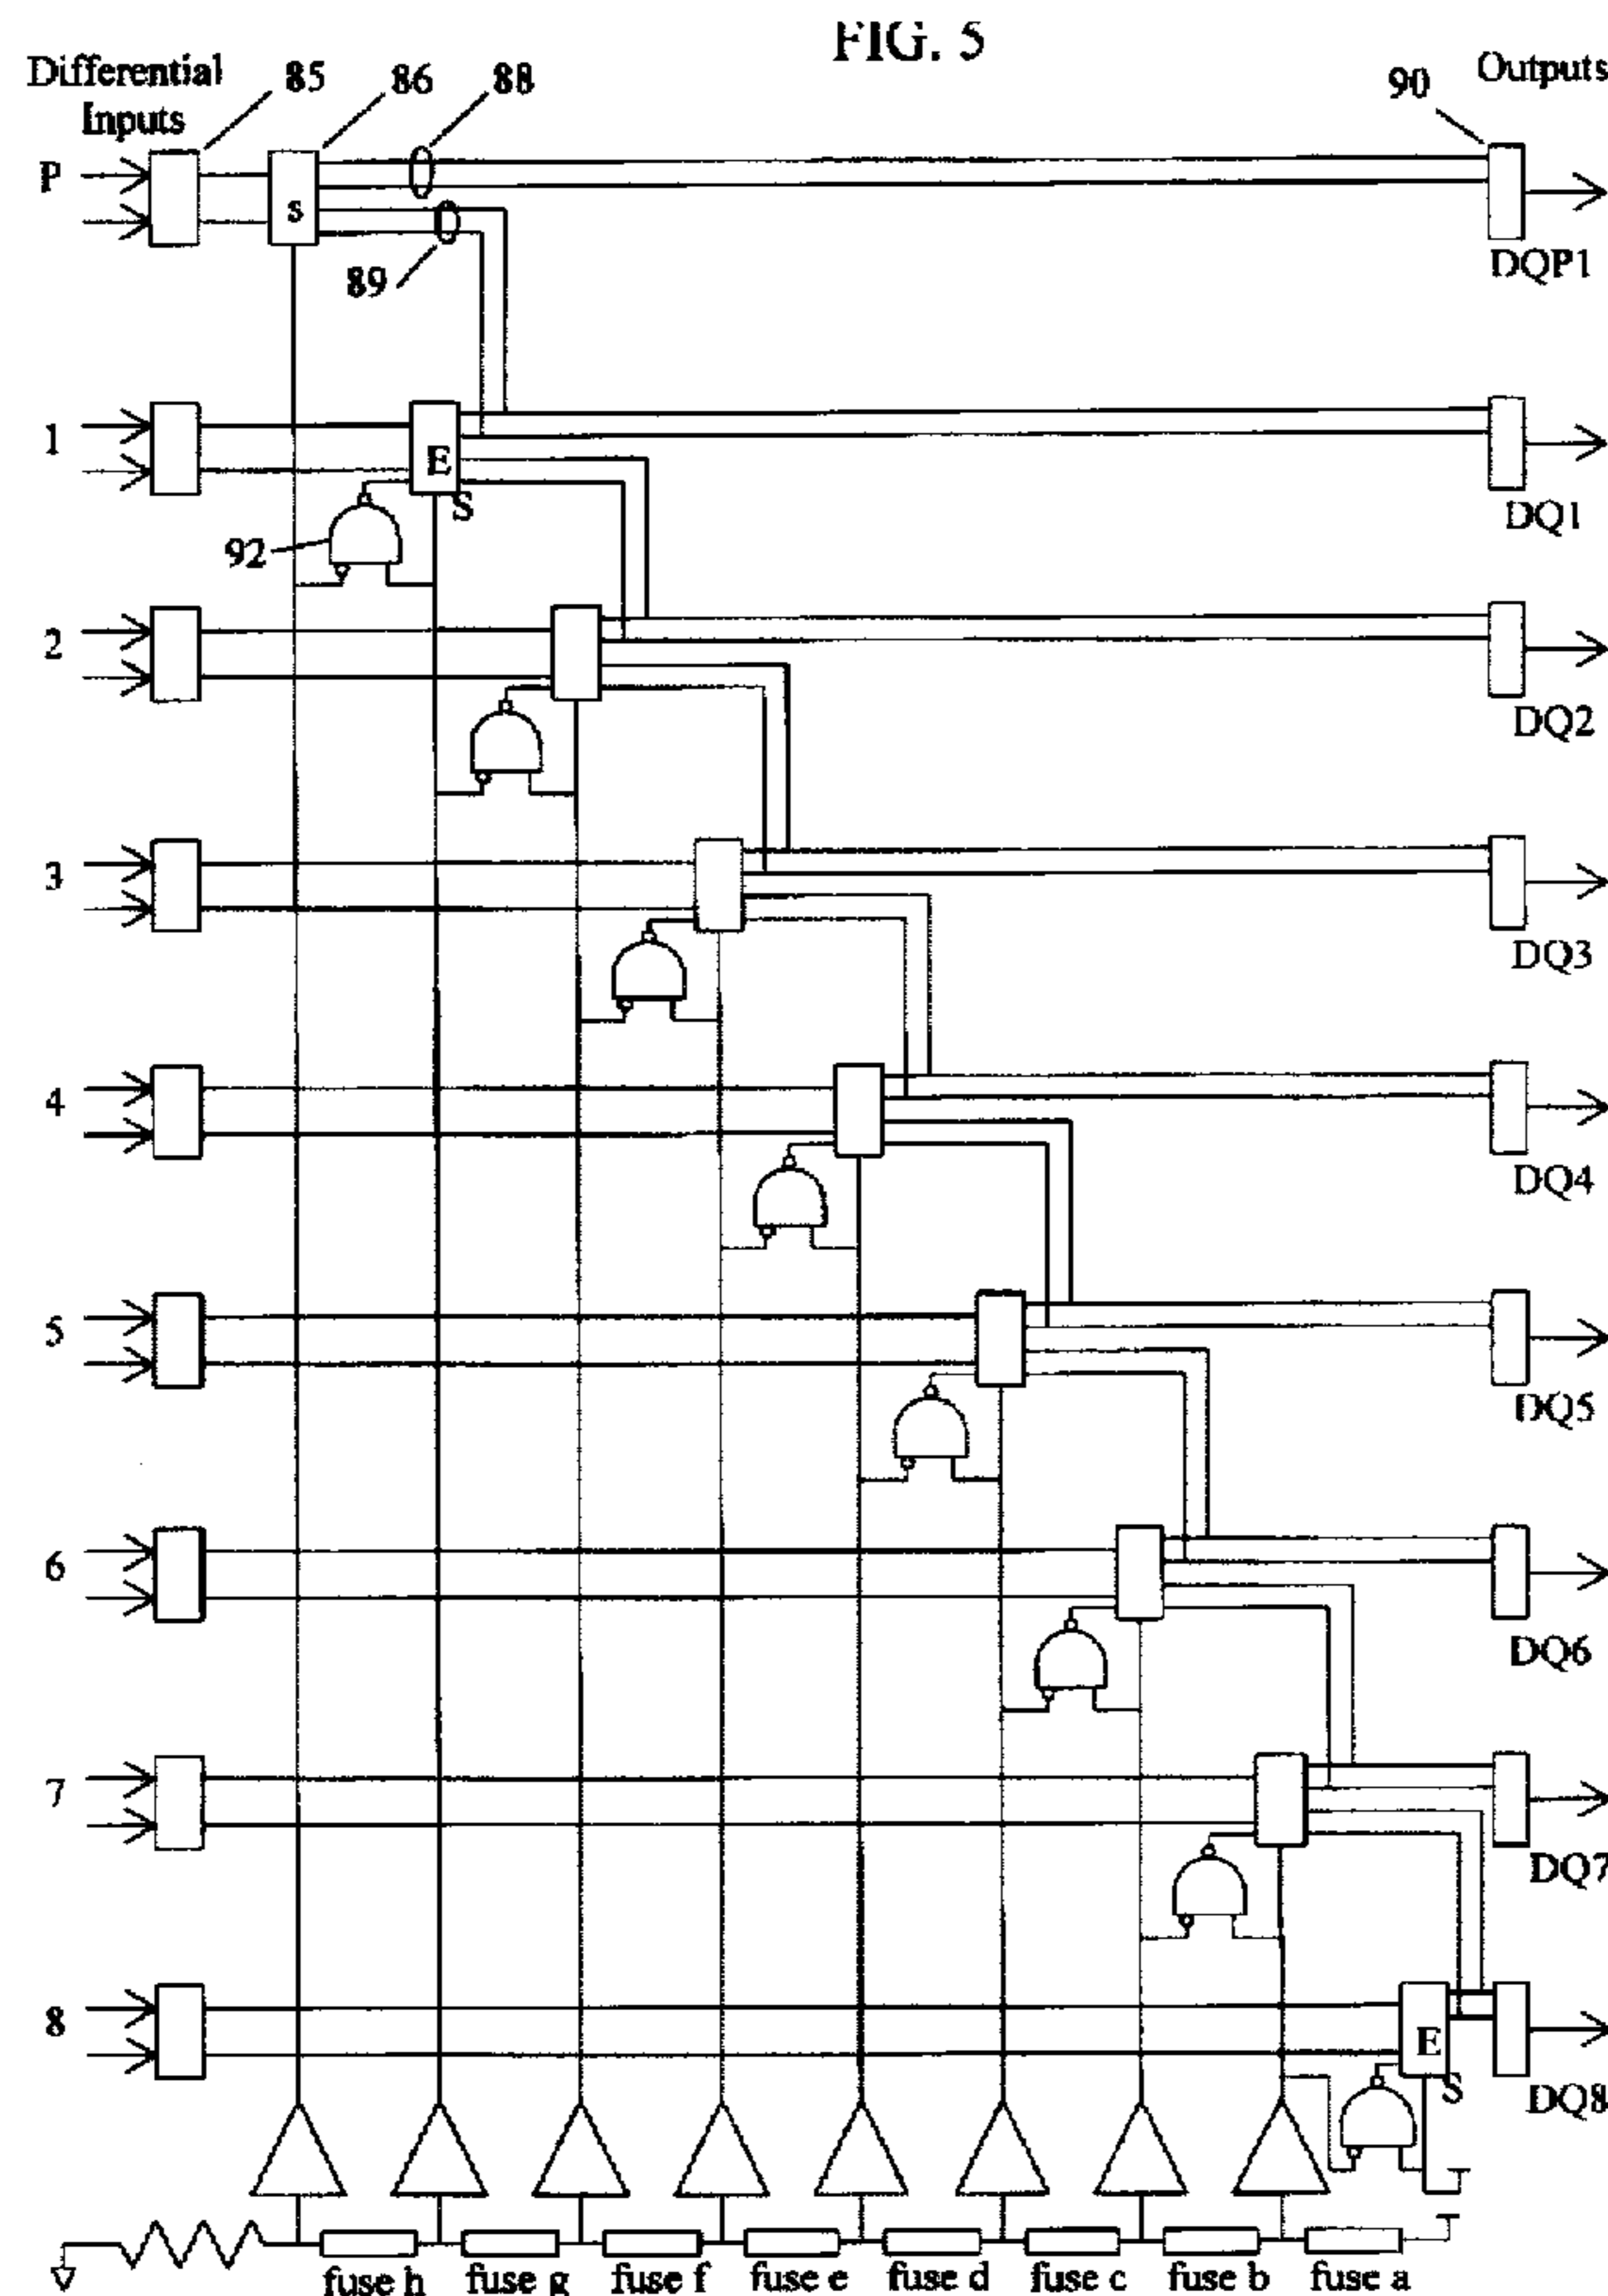 FIG. 5
Differential
Inputs
85
86
88
90
Outputs
P
s
89
DQP1
1
E
S
92
DQ1
2
DQ2
3
DQ3
4
DQ4
5
DQ5
6
DQ6
7
DQ7
8
E
S
DQ8
fuse h
fuse g
fuse f
fuse e
fuse d
fuse c
fuse b
fuse a